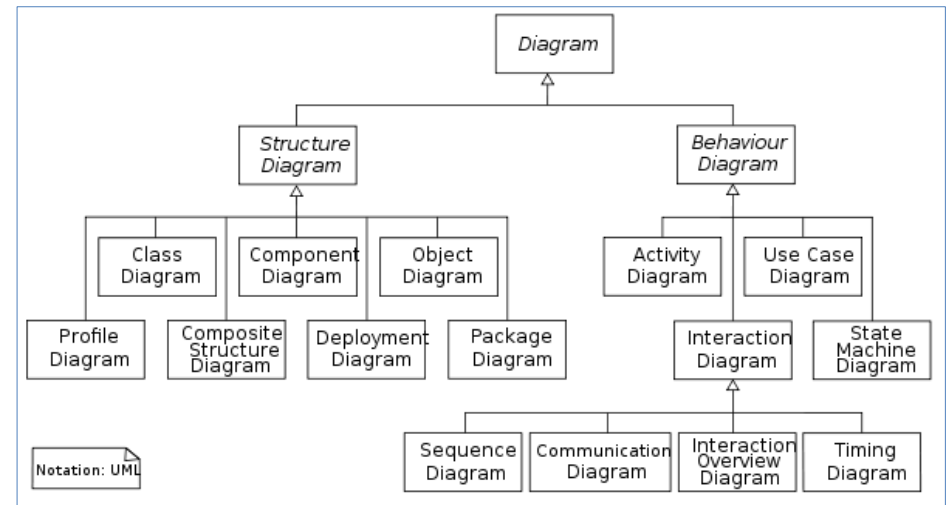 Diagram
Structure
Diagram
Behaviour
Diagram
Class
Diagram
Component
Diagram
Object
Diagram
Activity
Diagram
Use Case
Diagram
Profile
Diagram
Composite
Structure
Diagram
Deployment
Diagram
Package
Diagram
Interaction
Diagram
State
Machine
Diagram
Sequence
Diagram
Communication
Diagram
Interaction
Overview
Diagram
Timing
Diagram
Notation: UML